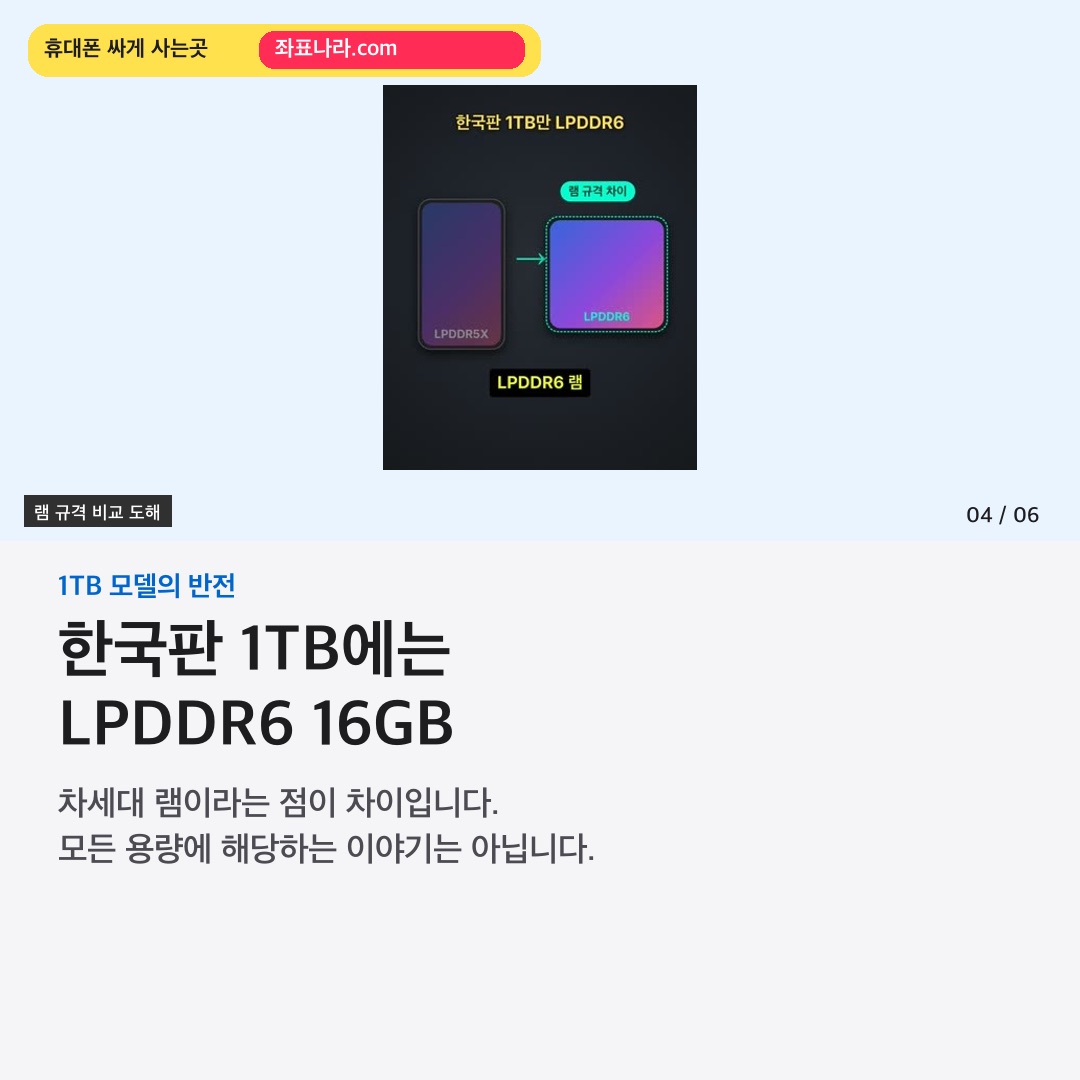 휴대폰 싸게 사는곳
좌표나라.com
한국판 1TB만 LPDDR6
램 규격 차이
LPDDR5X
LPDDR6
LPDDR6 램
램 규격 비교 도해
04 / 06
1TB 모델의 반전
한국판 1TB에는
LPDDR6 16GB
차세대 램이라는 점이 차이입니다.
모든 용량에 해당하는 이야기는 아닙니다.